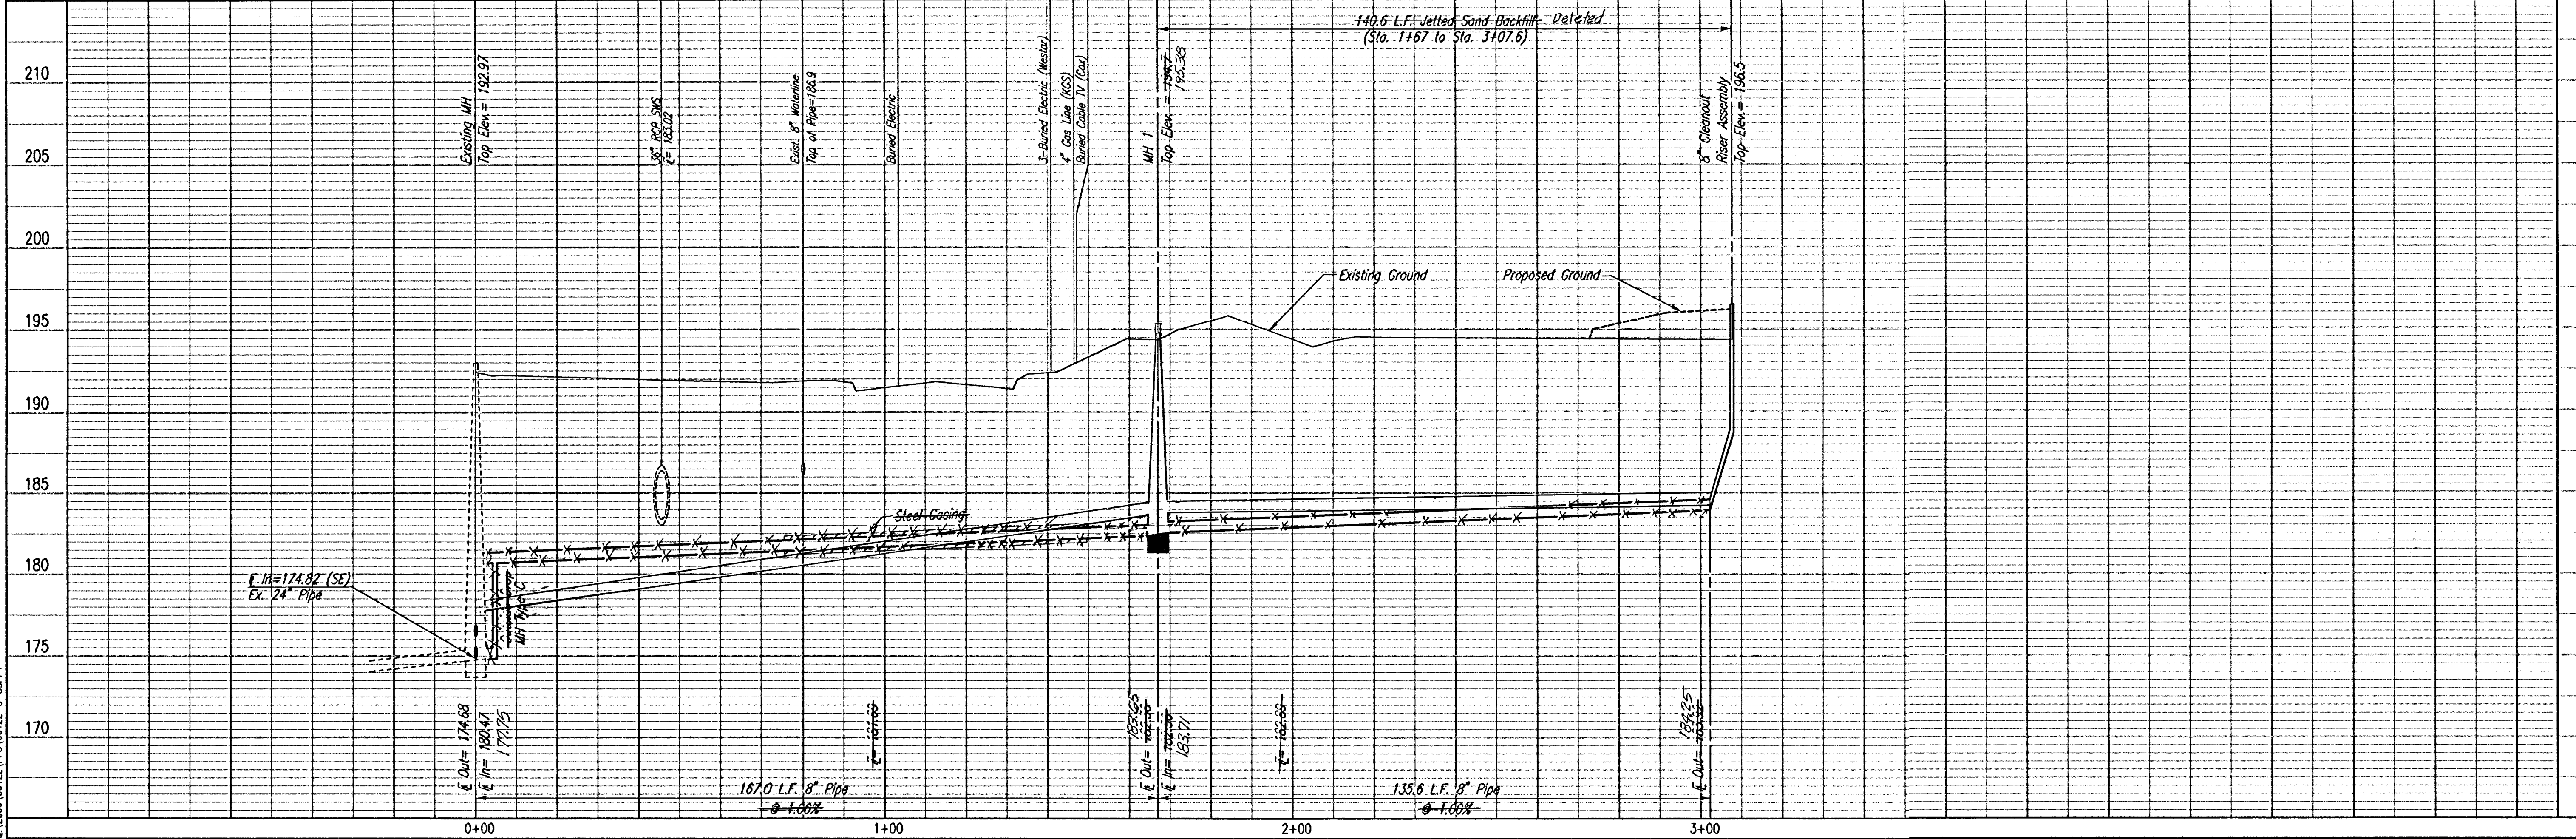 140.6 L.F. Jetted Sand Backfill Deleted
(Sta. 1+67 to Sta. 3+07.6)
210
205
200
195
190
185
180
175
170
Existing MH
Top Elev.= 192.97
36" RCP SWS
℄= 183.02
Exist. 8" Waterline
Top of Pipe=186.9
Buried Electric
3-Buried Electric (Westar)
4" Gas Line (KGS)
Buried Cable TV (Cox)
MH 1
Top Elev. =
195.38
8" Cleanout
Riser Assembly
Top Elev.= 196.5
Existing Ground
Proposed Ground
Steel Casing
℄ In=174.82 (SE)
Ex. 24" Pipe
MH Type C
℄ Out= 174.68
℄ In= 180.47
177.75
183.65
℄ Out=
℄ In=
183.71
184.25
℄ Out=
167.0 L.F. 8" Pipe
@ 1.00%
135.6 L.F. 8" Pipe
@ 1.00%
0+00
1+00
2+00
3+00